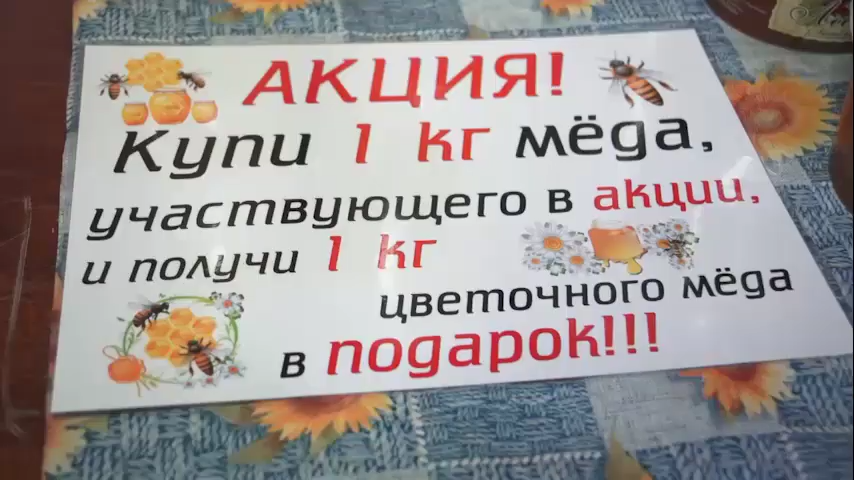 АКЦИЯ!
Купи 1 кг мёда,
участвующего в акции,
и получи 1 кг
цветочного мёда
в подарок!!!